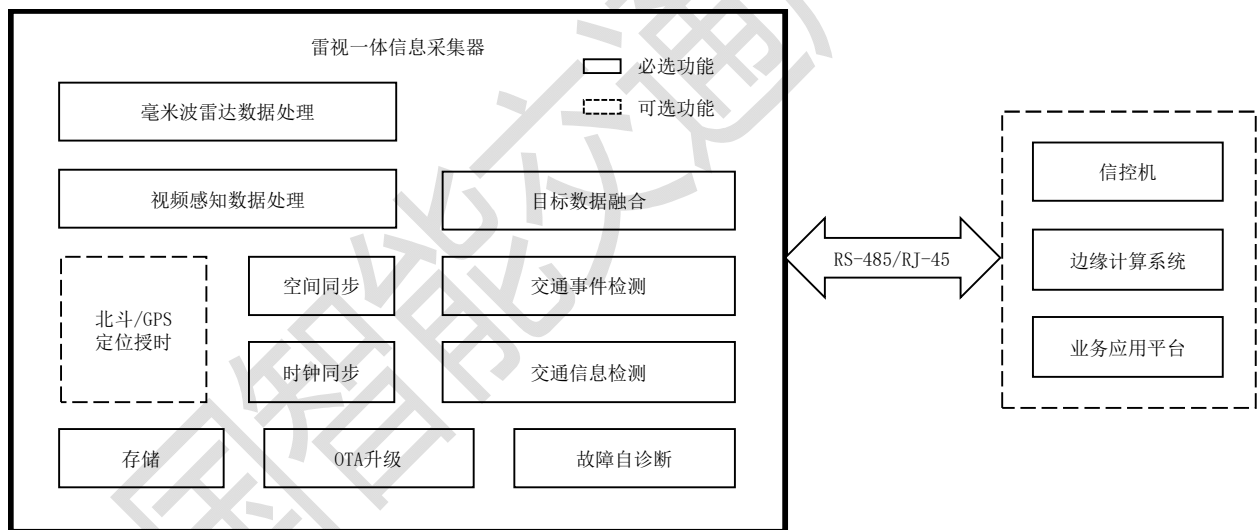 雷视一体信息采集器
必选功能
可选功能
毫米波雷达数据处理
视频感知数据处理
目标数据融合
北斗/GPS
定位授时
空间同步
交通事件检测
时钟同步
交通信息检测
存储
OTA升级
故障自诊断
RS-485/RJ-45
信控机
边缘计算系统
业务应用平台
国智能交通